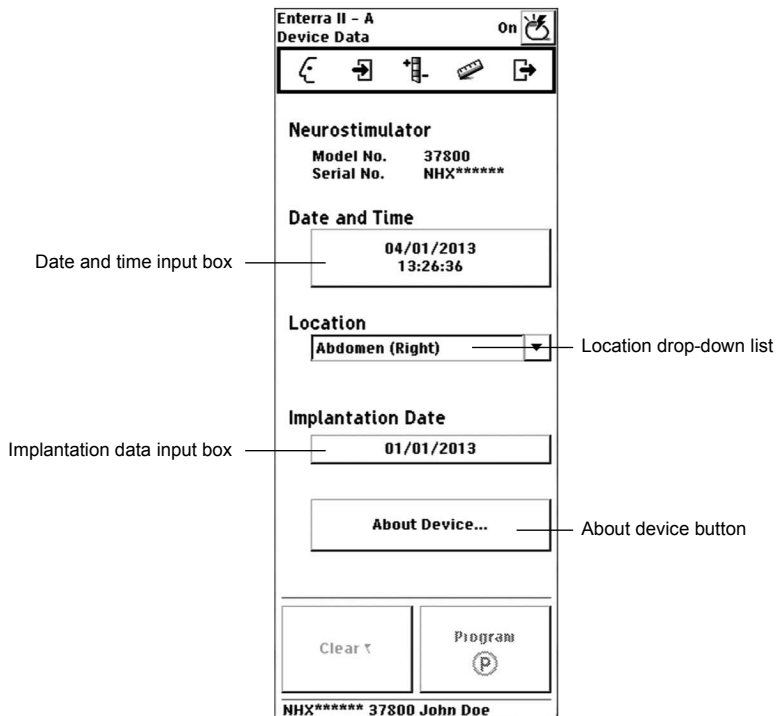 Enterra II - A
Device Data
On
Neurostimulator
Model No. 37800
Serial No. NHX******
Date and Time
Date and time input box
04/01/2013
13:26:36
Location
Abdomen (Right)
Location drop-down list
Implantation Date
Implantation data input box
01/01/2013
About Device...
About device button
Clear
Program
P
NHX****** 37800 John Doe